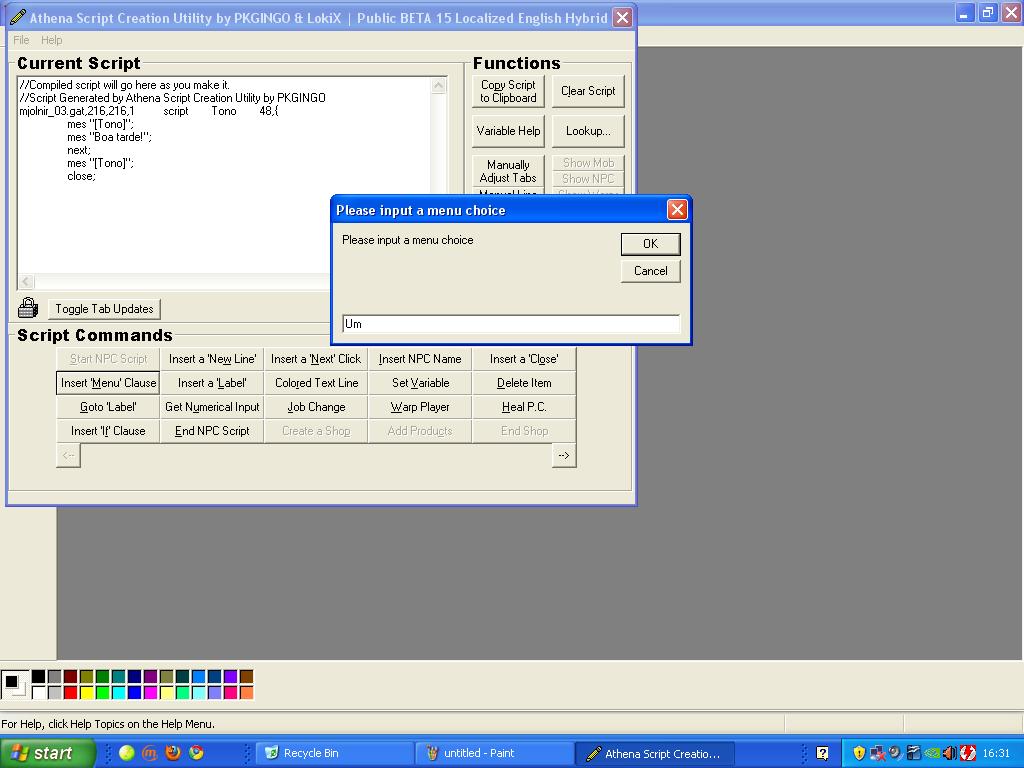 Athena Script Creation Utility by PKGINGO & LokiX | Public BETA 15 Localized English Hybrid
File Help
Current Script
//Compiled script will go here as you make it.
//Script Generated by Athena Script Creation Utility by PKGINGO
mjolnir_03.gat,216,216,1 script Tono 48,{
mes "[Tono]";
mes "Boa tarde!";
next;
mes "[Tono]";
close;
Functions
Copy Script to Clipboard
Clear Script
Variable Help
Lookup...
Manually Adjust Tabs
Show Mob
Show NPC
Please input a menu choice
Please input a menu choice
OK
Cancel
Um
Toggle Tab Updates
Script Commands
Start NPC Script Insert a 'New Line' Insert a 'Next' Click Insert NPC Name Insert a 'Close'
Insert 'Menu' Clause Insert a 'Label' Colored Text Line Set Variable Delete Item
Goto 'Label' Get Numerical Input Job Change Warp Player Heal P.C.
Insert 'If' Clause End NPC Script Create a Shop Add Products End Shop
<-- -->
For Help, click Help Topics on the Help Menu.
start Recycle Bin untitled - Paint Athena Script Creatio... 16:31